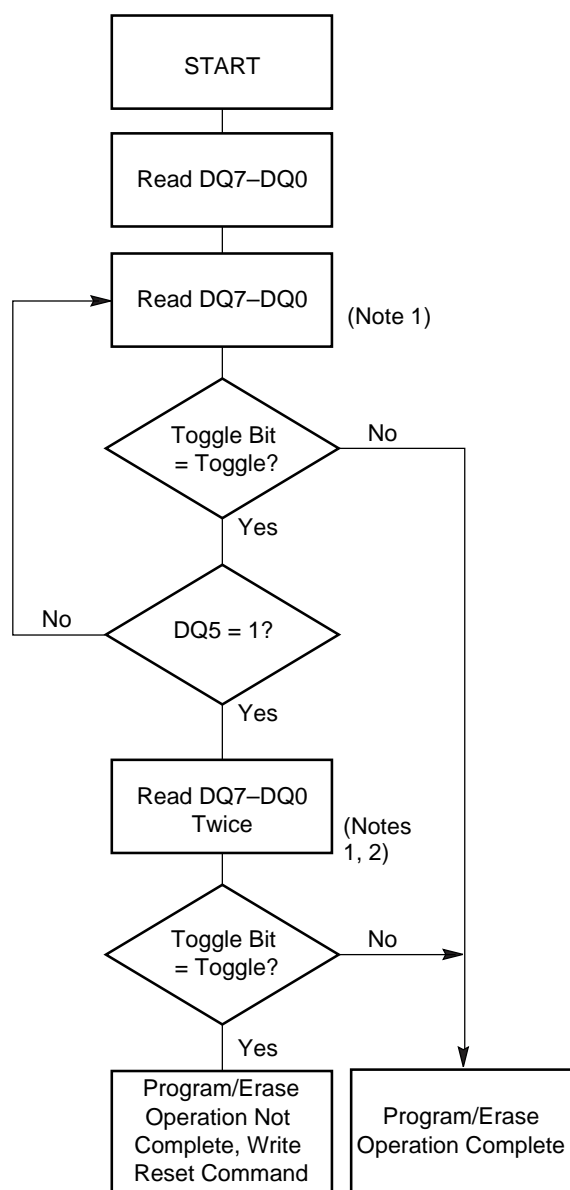 START
Read DQ7–DQ0
Read DQ7–DQ0
(Note 1)
Toggle Bit
= Toggle?
No
Yes
No
DQ5 = 1?
Yes
Read DQ7–DQ0
Twice
(Notes
1, 2)
Toggle Bit
= Toggle?
No
Yes
Program/Erase
Operation Not
Complete, Write
Reset Command
Program/Erase
Operation Complete